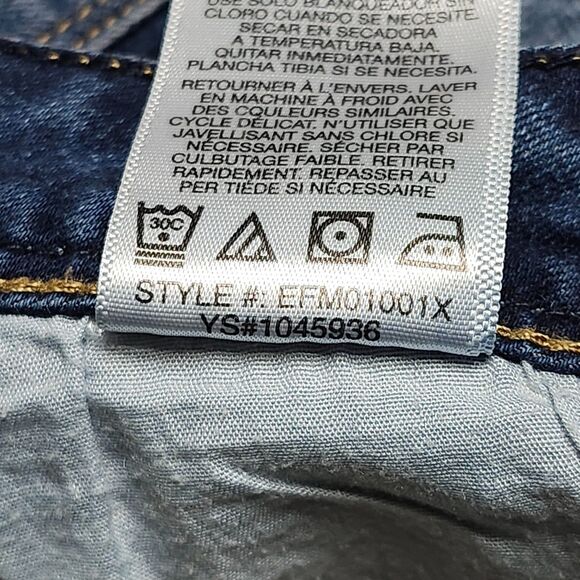 USE SOLO BLANQUEADOR SIN
CLORO CUANDO SE NECESITE.
SECAR EN SECADORA
A TEMPERATURA BAJA.
QUITAR INMEDIATAMENTE.
PLANCHA TIBIA SI SE NECESITA.
RETOURNER À L'ENVERS. LAVER
EN MACHINE À FROID AVEC
DES COULEURS SIMILAIRES.
CYCLE DÉLICAT. N'UTILISER QUE
JAVELLISANT SANS CHLORE SI
NÉCESSAIRE. SÉCHER PAR
CULBUTAGE FAIBLE. RETIRER
RAPIDEMENT. REPASSER AU
FER TIÈDE SI NÉCESSAIRE
30C
STYLE #: EFM01001X
YS#1045936